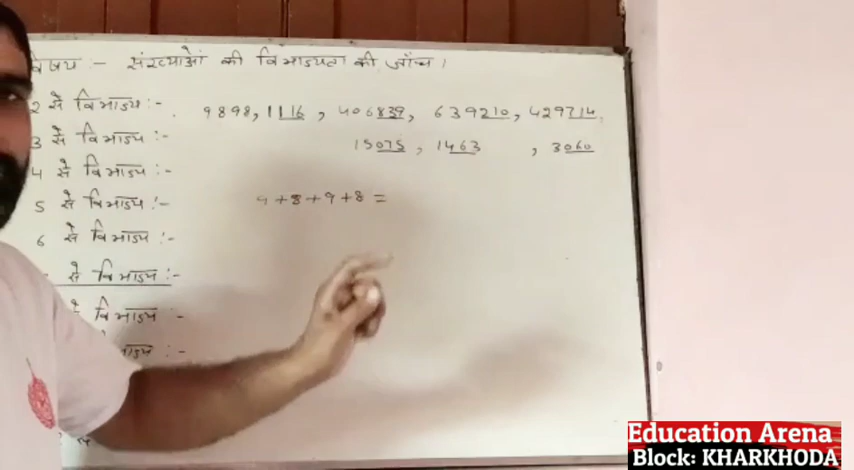 विषय :- संख्याओं की विभाज्यता की जाँच ।
2 से विभाज्य :- 9898, 1116, 406839, 639210, 429714,
3 से विभाज्य :- 15075, 1463, 3060
4 से विभाज्य :-
5 से विभाज्य :- 9+8+9+8 =
6 से विभाज्य :-
से विभाज्य :-
से विभाज्य :-
Education Arena
Block: KHARKHODA